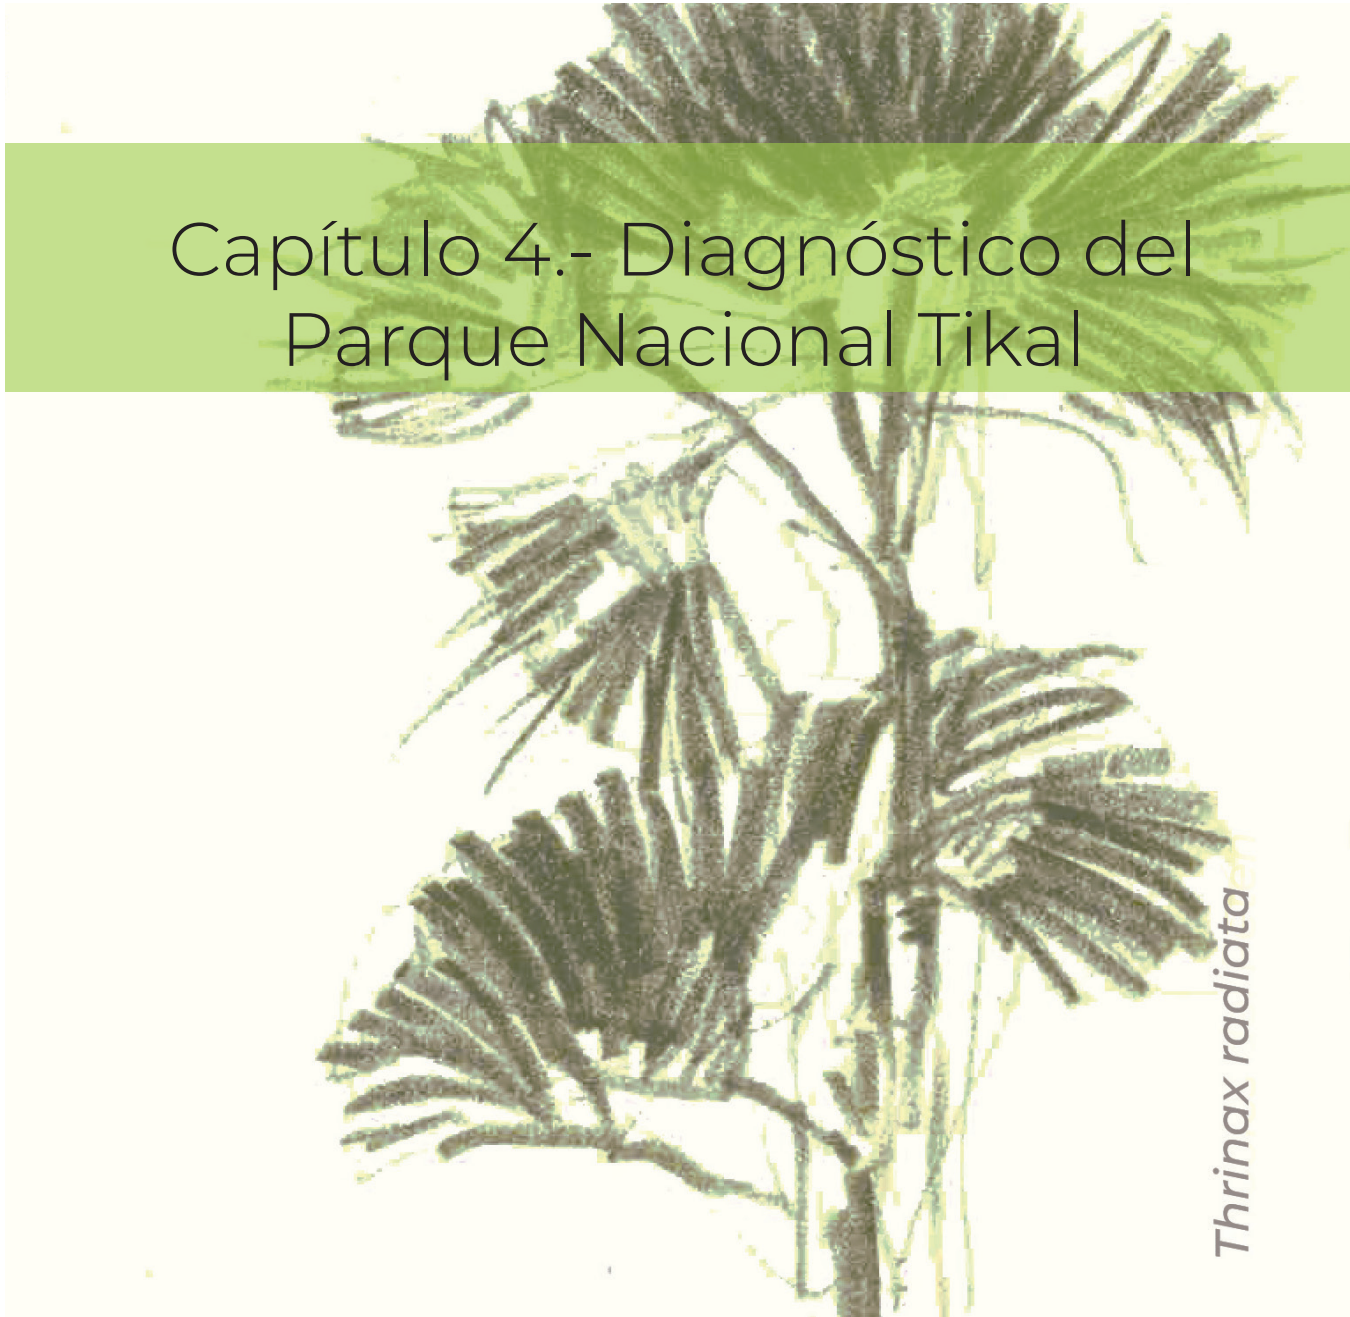 Capítulo 4.- Diagnóstico del
Parque Nacional Tikal
Thrinax radiata